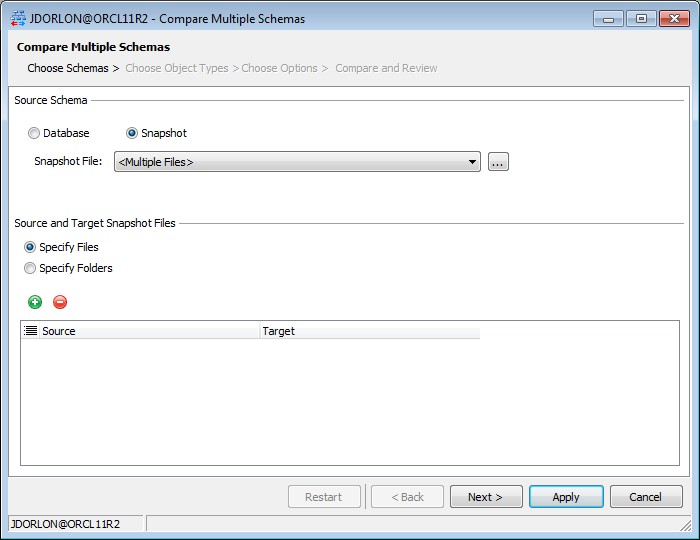 JDORLON@ORCL11R2 - Compare Multiple Schemas
Compare Multiple Schemas
Choose Schemas > Choose Object Types > Choose Options > Compare and Review
Source Schema
Database Snapshot
Snapshot File: <Multiple Files> ...
Source and Target Snapshot Files
Specify Files
Specify Folders
Source Target
Restart < Back Next > Apply Cancel
JDORLON@ORCL11R2